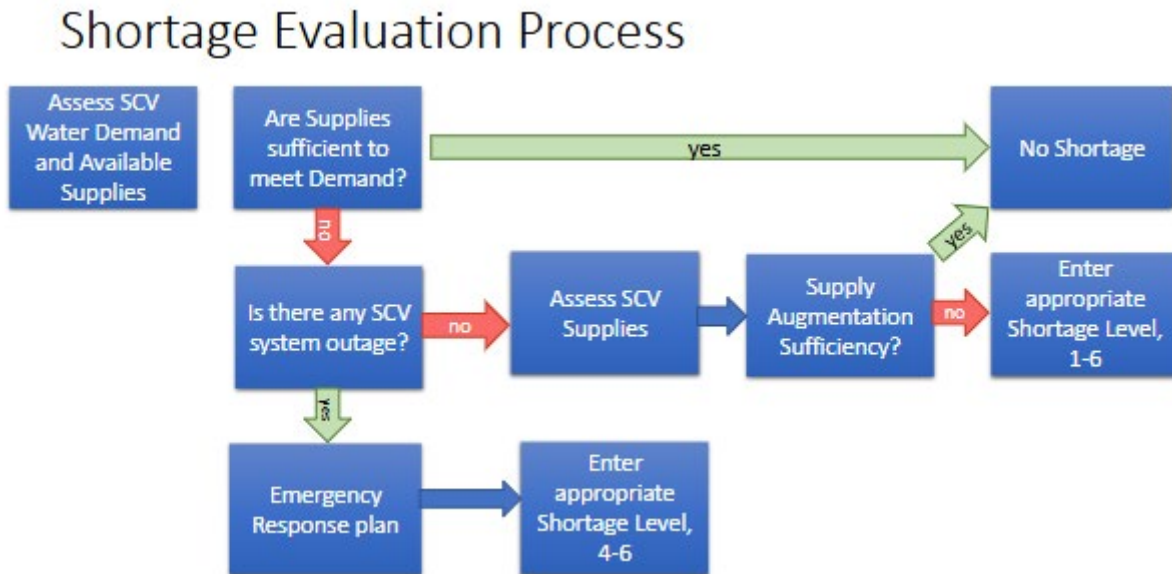 Shortage Evaluation Process
Assess SCV
Water Demand
and Available
Supplies
Are Supplies
sufficient to
meet Demand?
yes
No Shortage
no
yes
Is there any SCV
system outage?
no
Assess SCV
Supplies
Supply
Augmentation
Sufficiency?
no
Enter
appropriate
Shortage Level,
1-6
yes
Emergency
Response plan
Enter
appropriate
Shortage Level,
4-6